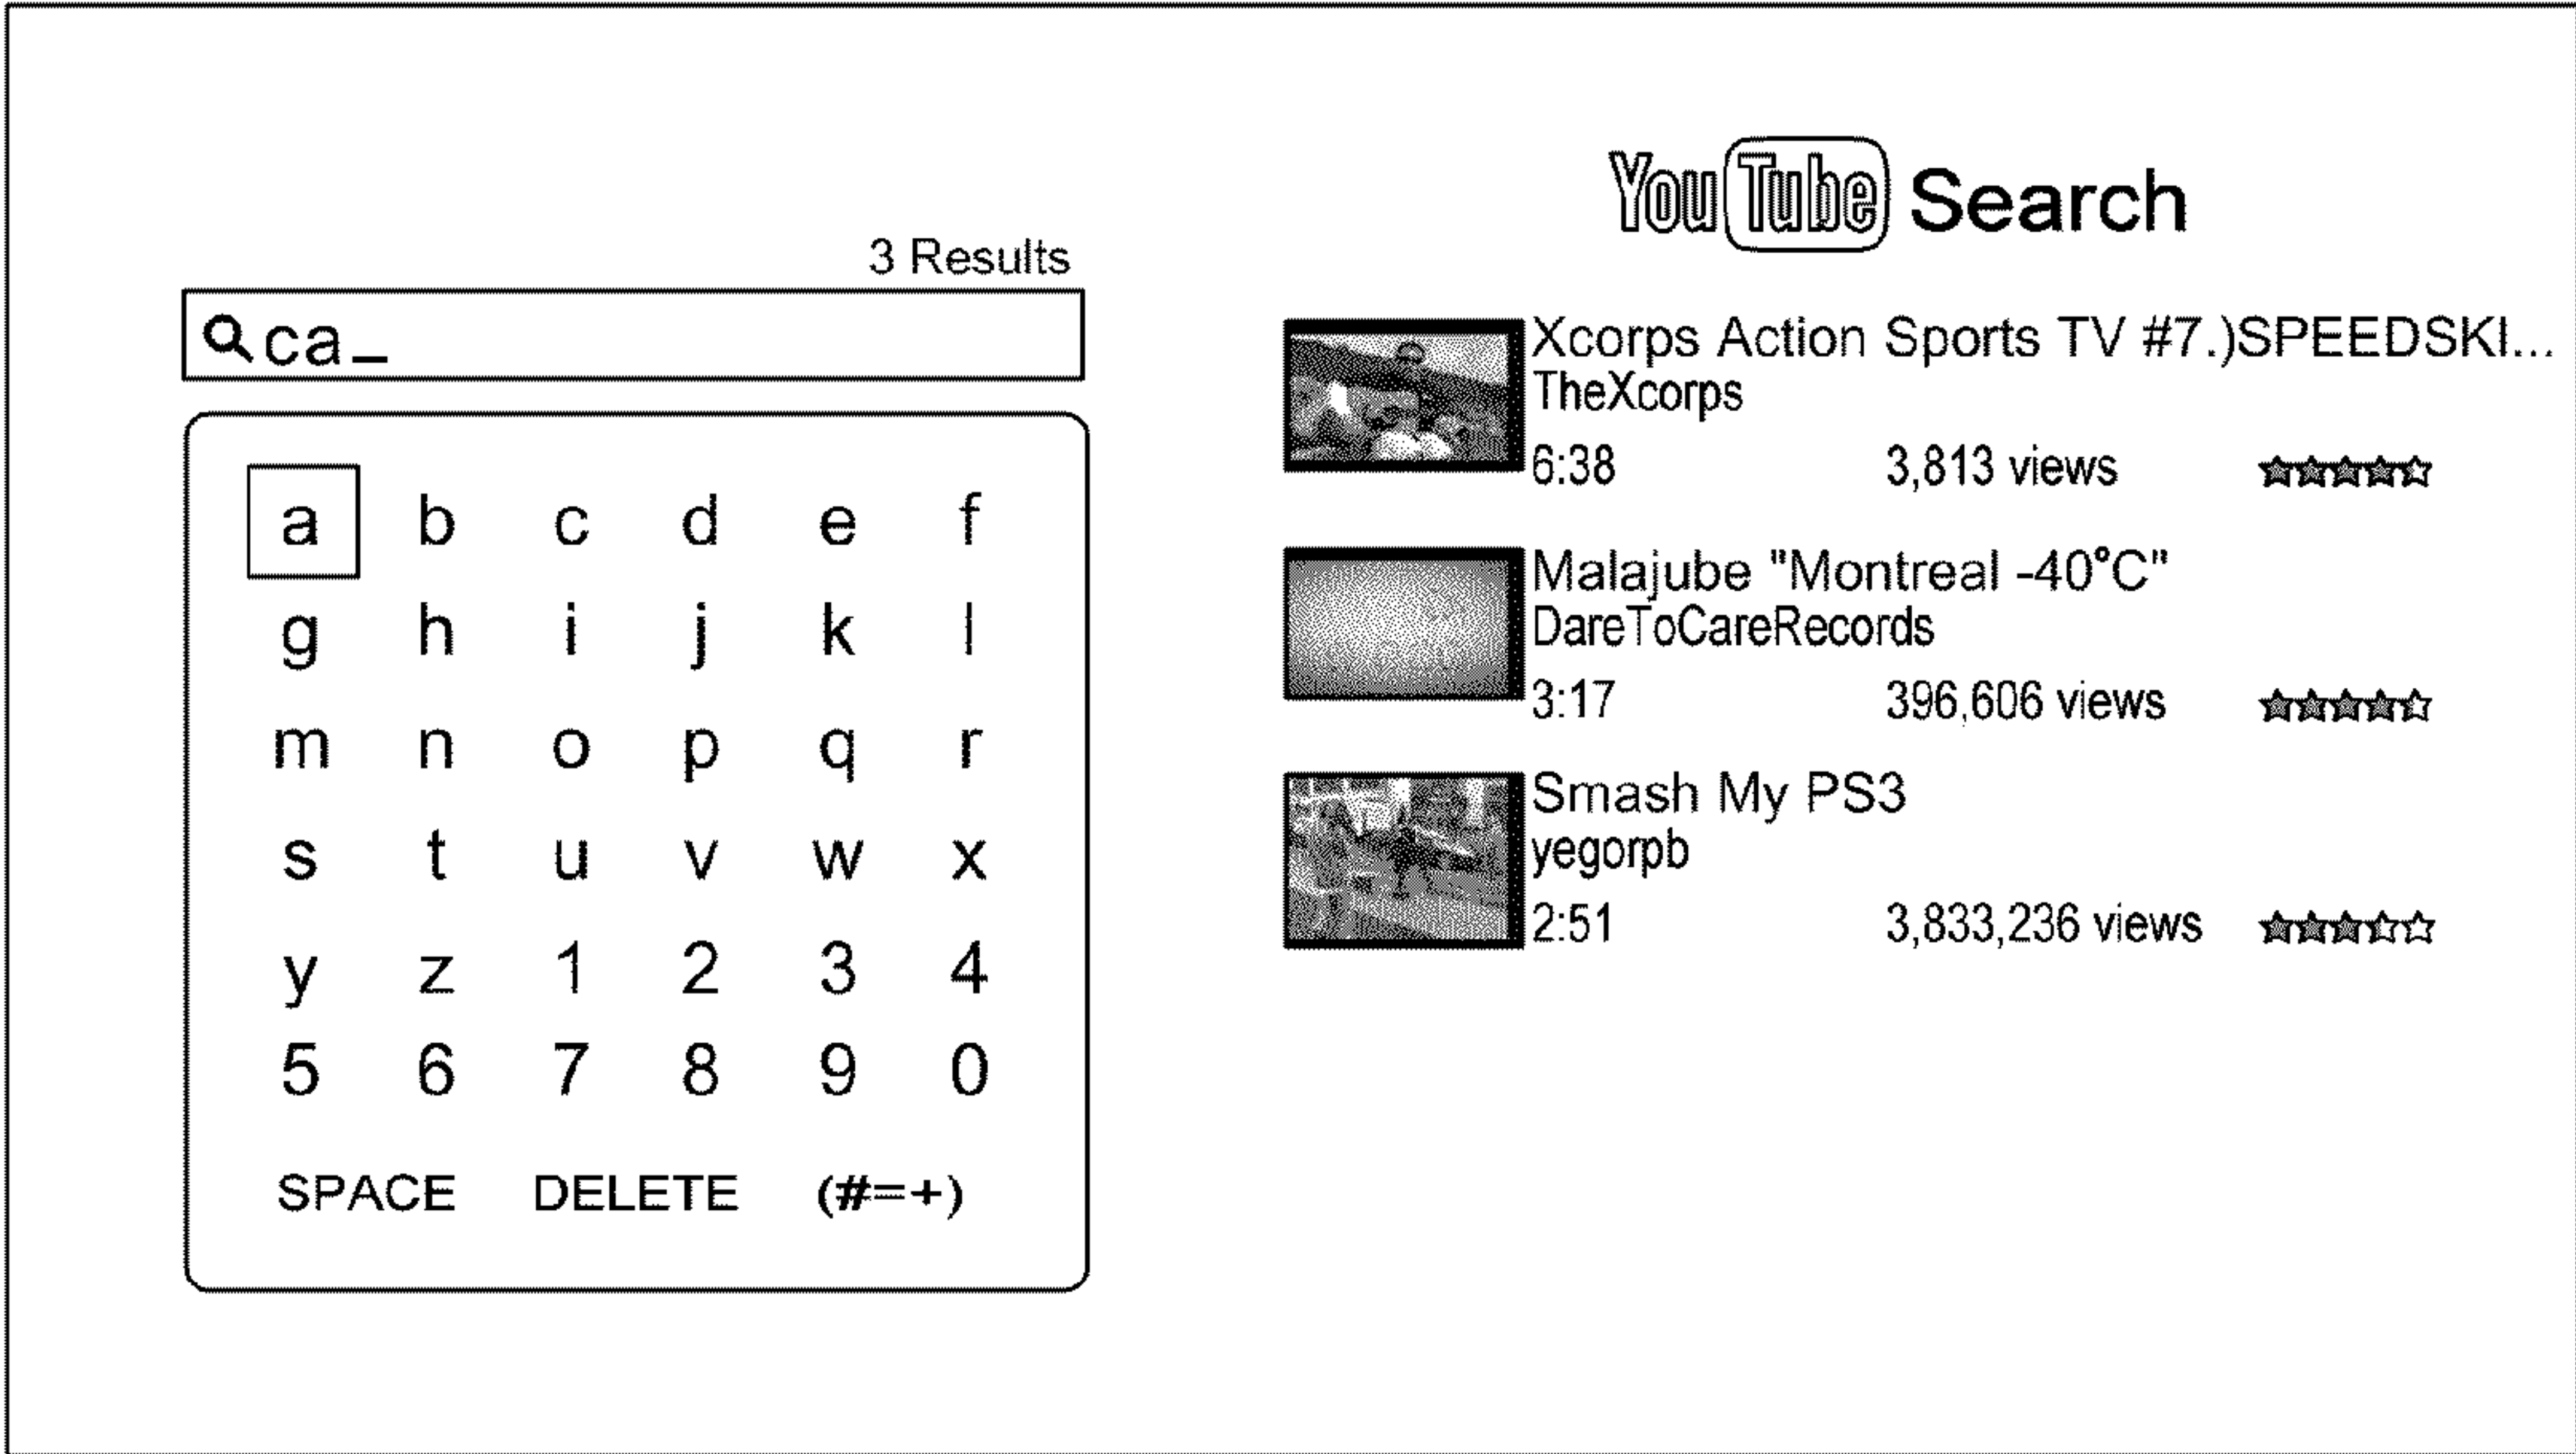 YouTube Search
3 Results
ca_
a b c d e f
g h i j k l
m n o p q r
s t u v w x
y z 1 2 3 4
5 6 7 8 9 0
SPACE DELETE (#=+)
Xcorps Action Sports TV #7.)SPEEDSKI...
TheXcorps
6:38 3,813 views
Malajube "Montreal -40°C"
DareToCareRecords
3:17 396,606 views
Smash My PS3
yegorpb
2:51 3,833,236 views